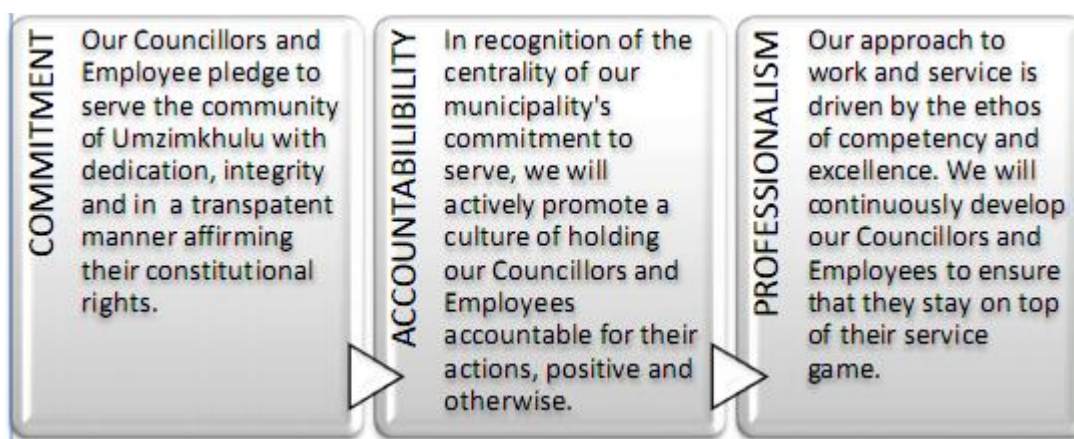 COMMITMENT
Our Councillors and
Employee pledge to
serve the community
of Umzimkhulu with
dedication, integrity
and in a transpatent
manner affirming
their constitutional
rights.
ACCOUNTABILIBILITY
In recognition of the
centrality of our
municipality's
commitment to
serve, we will
actively promote a
culture of holding
our Councillors and
Employees
accountable for their
actions, positive and
otherwise.
PROFESSIONALISM
Our approach to
work and service is
driven by the ethos
of competency and
excellence. We will
continuously develop
our Councillors and
Employees to ensure
that they stay on top
of their service
game.